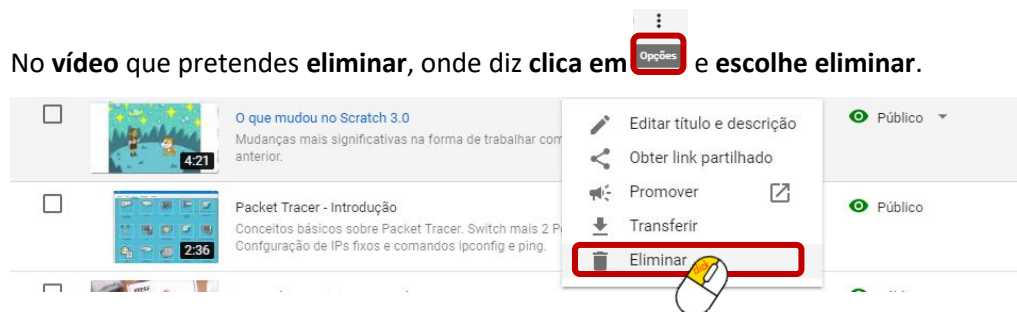 No vídeo que pretendes eliminar, onde diz clica em Opções e escolhe eliminar.
O que mudou no Scratch 3.0
Mudanças mais significativas na forma de trabalhar com
anterior.
4:21
Editar título e descrição
Obter link partilhado
Promover
Transferir
Eliminar
Público
Packet Tracer - Introdução
Conceitos básicos sobre Packet Tracer. Switch mais 2 P
Confguração de IPs fixos e comandos ipconfig e ping.
2:36
Público